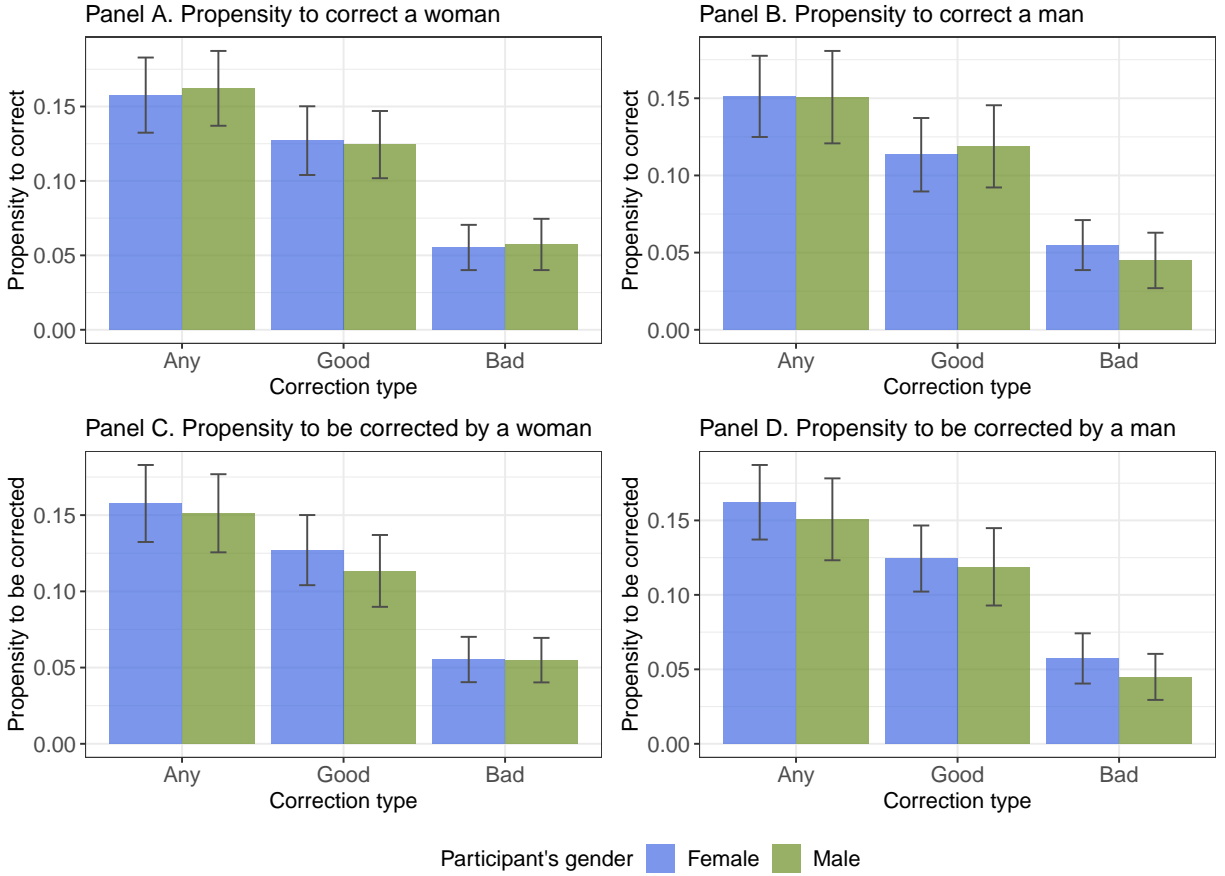 Panel A. Propensity to correct a woman
Propensity to correct
0.15
0.10
0.05
0.00
Any Good Bad
Correction type
Panel B. Propensity to correct a man
Propensity to correct
0.15
0.10
0.05
0.00
Any Good Bad
Correction type
Panel C. Propensity to be corrected by a woman
Propensity to be corrected
0.15
0.10
0.05
0.00
Any Good Bad
Correction type
Panel D. Propensity to be corrected by a man
Propensity to be corrected
0.15
0.10
0.05
0.00
Any Good Bad
Correction type
Participant's gender Female Male